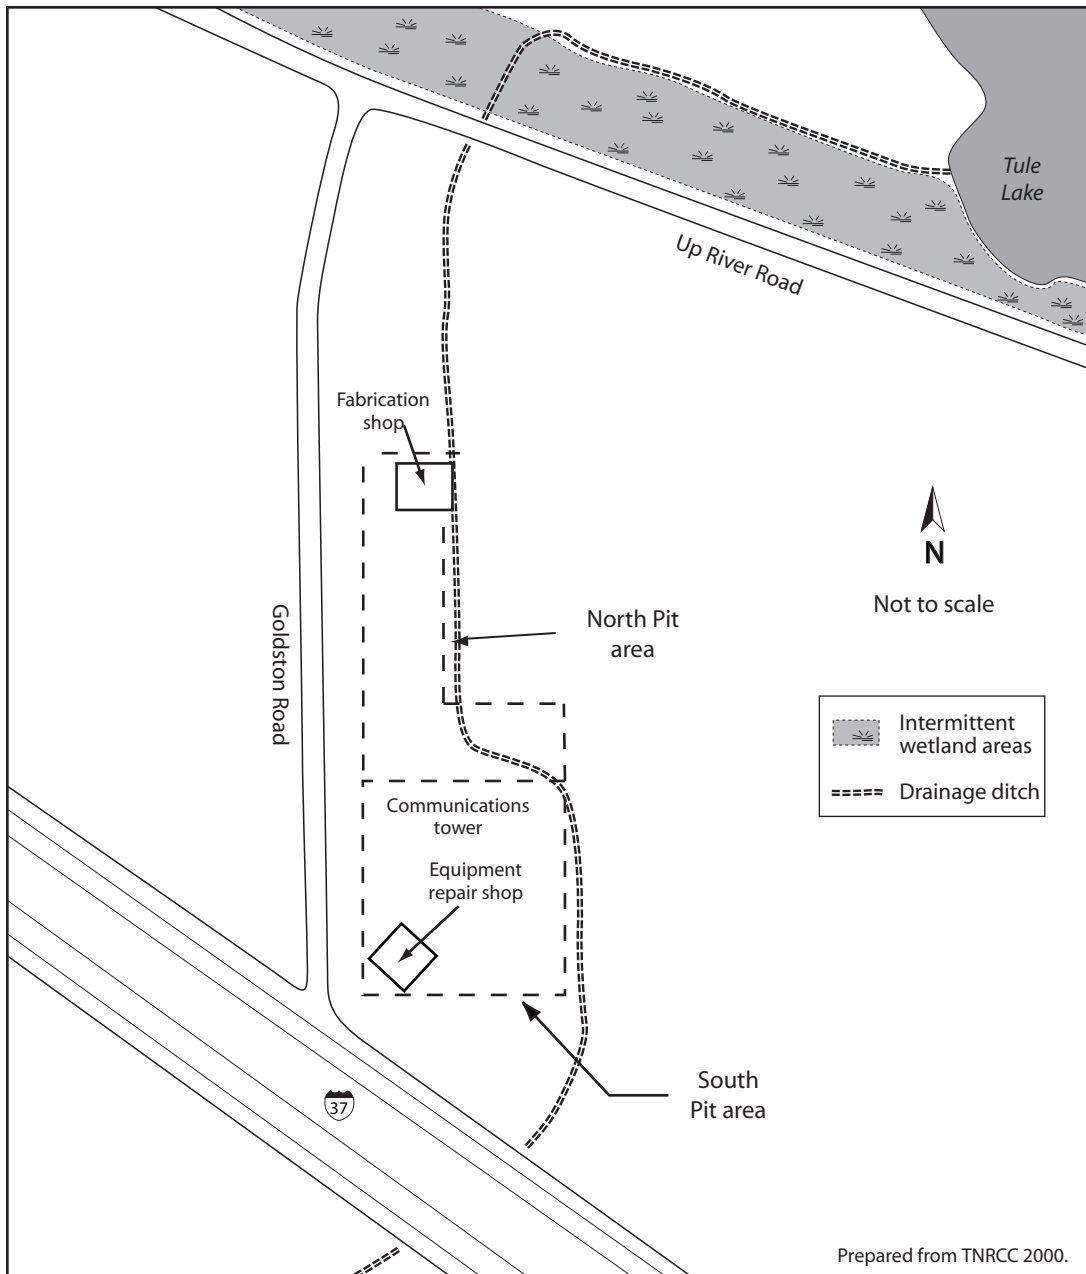 Tule
Lake
Up River Road
Fabrication
shop
N
Not to scale
North Pit
area
Goldston Road
Intermittent
wetland areas
Drainage ditch
Communications
tower
Equipment
repair shop
South
Pit area
37
Prepared from TNRCC 2000.